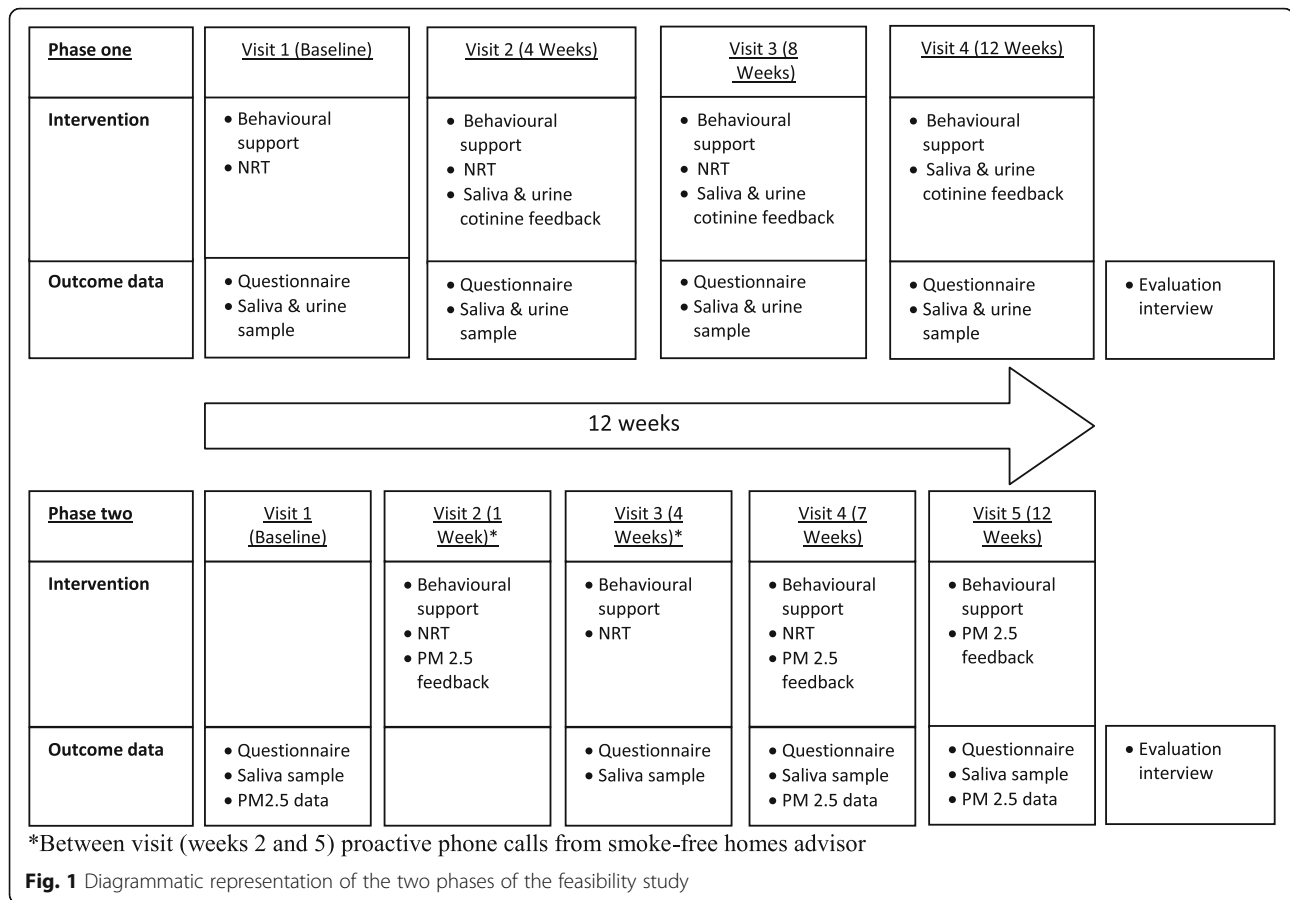 Phase one
Visit 1 (Baseline)
Visit 2 (4 Weeks)
Visit 3 (8
Weeks)
Visit 4 (12 Weeks)
Intervention
• Behavioural
support
• NRT
• Behavioural
support
• NRT
• Saliva & urine
cotinine feedback
• Behavioural
support
• NRT
• Saliva & urine
cotinine feedback
• Behavioural
support
• Saliva & urine
cotinine feedback
Outcome data
• Questionnaire
• Saliva & urine
sample
• Questionnaire
• Saliva & urine
sample
• Questionnaire
• Saliva & urine
sample
• Questionnaire
• Saliva & urine
sample
• Evaluation
interview
12 weeks
Phase two
Visit 1
(Baseline)
Visit 2 (1
Week)*
Visit 3 (4
Weeks)*
Visit 4 (7
Weeks)
Visit 5 (12
Weeks)
Intervention
• Behavioural
support
• NRT
• PM 2.5
feedback
• Behavioural
support
• NRT
• Behavioural
support
• NRT
• PM 2.5
feedback
• Behavioural
support
• PM 2.5
feedback
Outcome data
• Questionnaire
• Saliva sample
• PM2.5 data
• Questionnaire
• Saliva sample
• Questionnaire
• Saliva sample
• PM 2.5 data
• Questionnaire
• Saliva sample
• PM 2.5 data
• Evaluation
interview
*Between visit (weeks 2 and 5) proactive phone calls from smoke-free homes advisor
Fig. 1 Diagrammatic representation of the two phases of the feasibility study